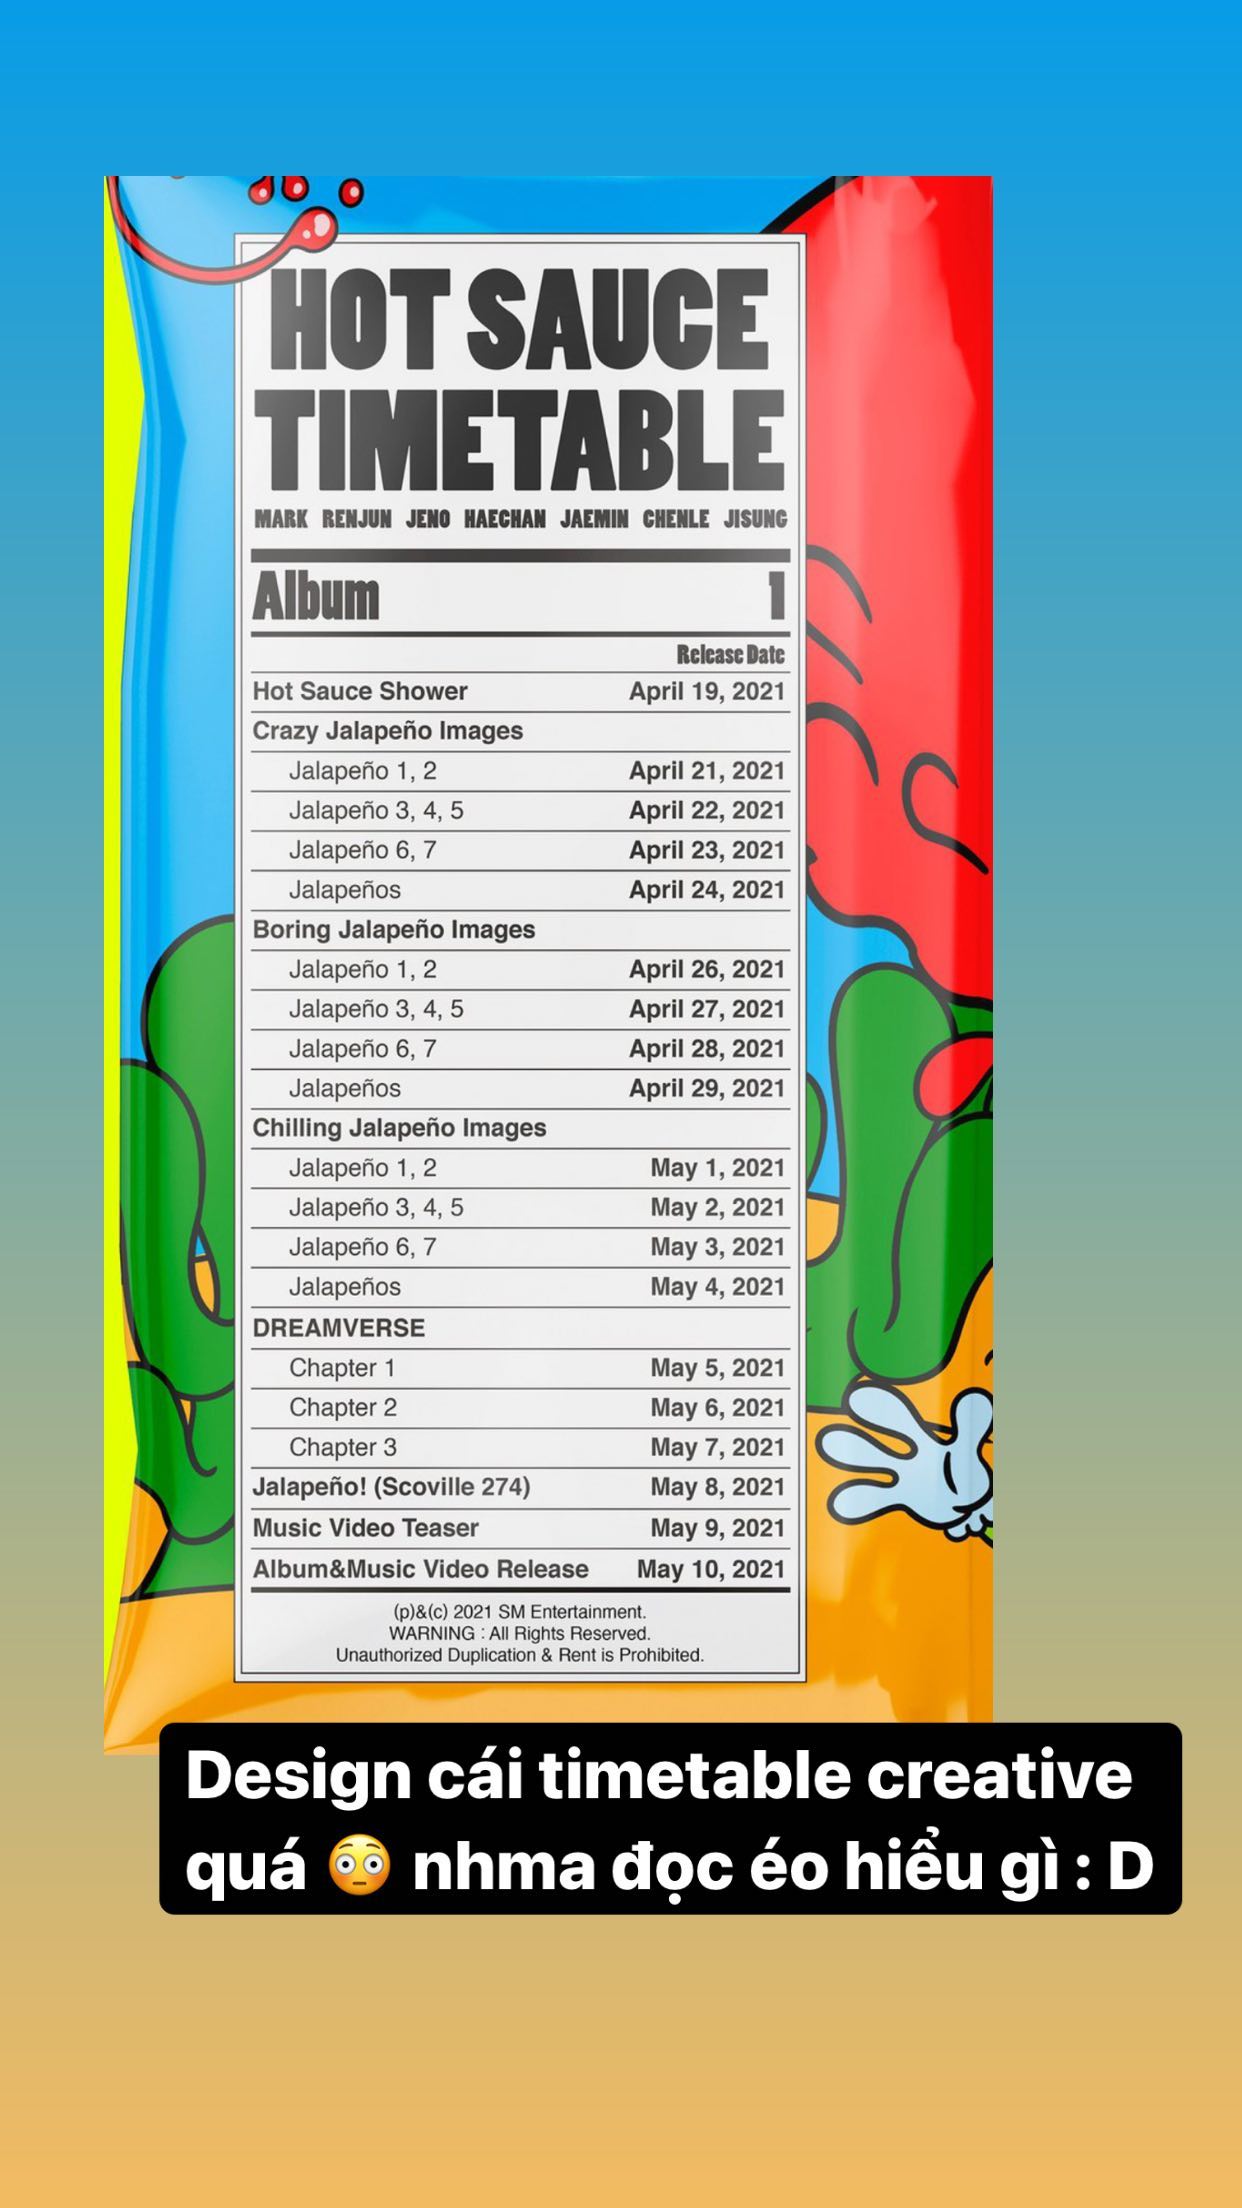 HOT SAUCE
TIMETABLE
MARK RENJUN JENO HAECHAN JAEMIN CHENLE JISUNG
Album 1
Release Date
Hot Sauce Shower April 19, 2021
Crazy Jalapeño Images
Jalapeño 1, 2 April 21, 2021
Jalapeño 3, 4, 5 April 22, 2021
Jalapeño 6, 7 April 23, 2021
Jalapeños April 24, 2021
Boring Jalapeño Images
Jalapeño 1, 2 April 26, 2021
Jalapeño 3, 4, 5 April 27, 2021
Jalapeño 6, 7 April 28, 2021
Jalapeños April 29, 2021
Chilling Jalapeño Images
Jalapeño 1, 2 May 1, 2021
Jalapeño 3, 4, 5 May 2, 2021
Jalapeño 6, 7 May 3, 2021
Jalapeños May 4, 2021
DREAMVERSE
Chapter 1 May 5, 2021
Chapter 2 May 6, 2021
Chapter 3 May 7, 2021
Jalapeño! (Scoville 274) May 8, 2021
Music Video Teaser May 9, 2021
Album&Music Video Release May 10, 2021
(p)&(c) 2021 SM Entertainment.
WARNING : All Rights Reserved.
Unauthorized Duplication & Rent is Prohibited.
Design cái timetable creative
quá 😳 nhma đọc éo hiểu gì : D